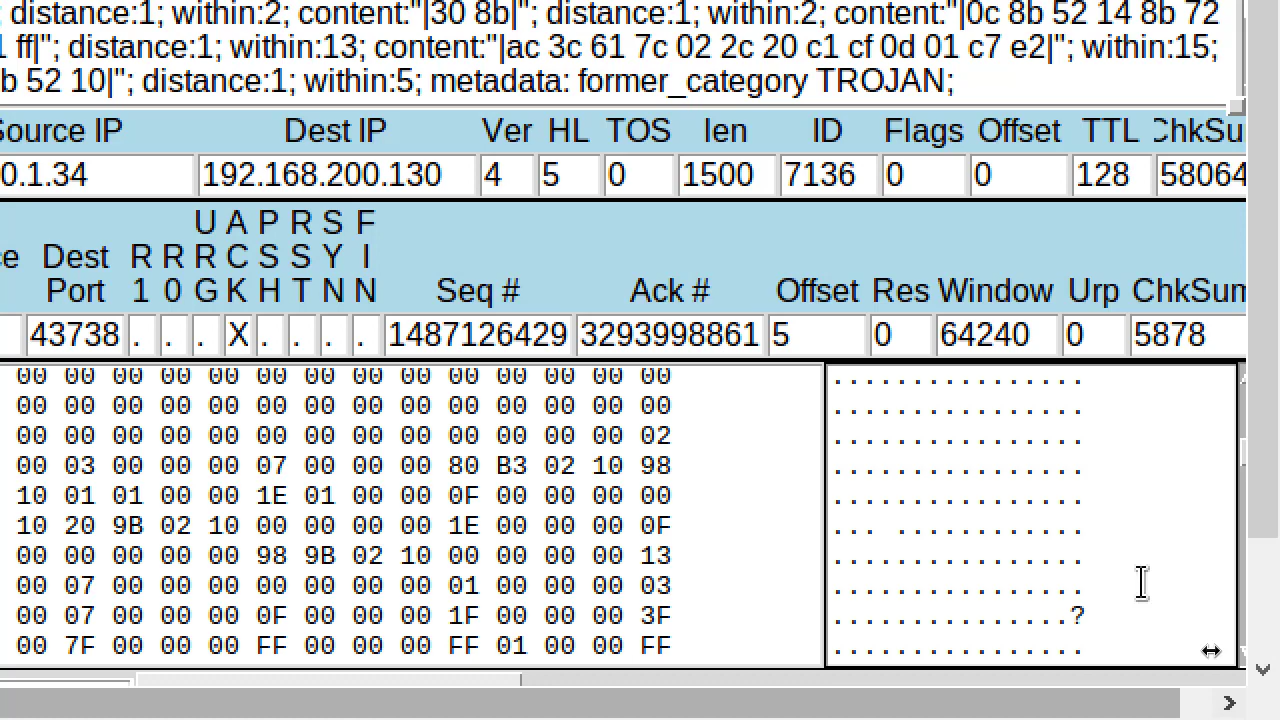 ; distance:1; within:2; content:"|30 8b|"; distance:1; within:2; content:"|0c 8b 52 14 8b 72
ff|"; distance:1; within:13; content:"|ac 3c 61 7c 02 2c 20 c1 cf 0d 01 c7 e2|"; within:15;
b 52 10|"; distance:1; within:5; metadata: former_category TROJAN;
Source IP Dest IP Ver HL TOS len ID Flags Offset TTL ChkSu
0.1.34 192.168.200.130 4 5 0 1500 7136 0 0 128 58064
U A P R S F
e Dest R R R C S S Y I
Port 1 0 G K H T N N Seq # Ack # Offset Res Window Urp ChkSum
43738 . . . X . . . . 1487126429 3293998861 5 0 64240 0 5878
00 00 00 00 00 00 00 00 00 00 00 00 00 00 ................
00 00 00 00 00 00 00 00 00 00 00 00 00 00 ................
00 00 00 00 00 00 00 00 00 00 00 00 00 02 ................
00 03 00 00 00 07 00 00 00 80 B3 02 10 98 ................
10 01 01 00 00 1E 01 00 00 0F 00 00 00 00 ................
10 20 9B 02 10 00 00 00 00 1E 00 00 00 0F ... ............
00 00 00 00 00 98 9B 02 10 00 00 00 00 13 ................
00 07 00 00 00 00 00 00 00 01 00 00 00 03 ................
00 07 00 00 00 0F 00 00 00 1F 00 00 00 3F ...............?
00 7F 00 00 00 FF 00 00 00 FF 01 00 00 FF ................